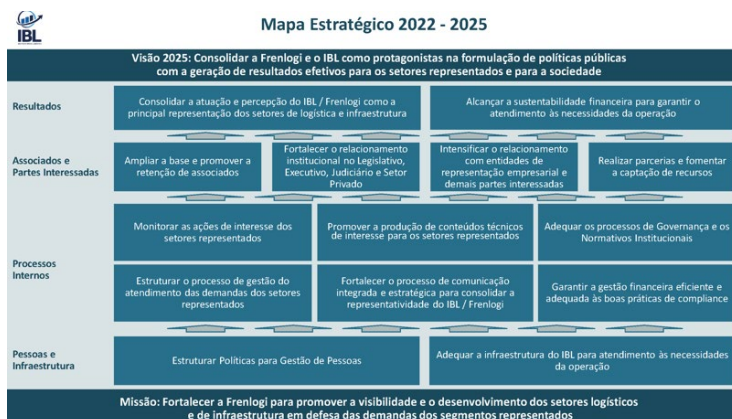 IBL
Mapa Estratégico 2022 - 2025
Visão 2025: Consolidar a Frenlogi e o IBL como protagonistas na formulação de políticas públicas
com a geração de resultados efetivos para os setores representados e para a sociedade
Resultados
Consolidar a atuação e percepção do IBL / Frenlogi como a
principal representação dos setores de logística e infraestrutura
Alcançar a sustentabilidade financeira para garantir o
atendimento às necessidades da operação
Associados e
Partes Interessadas
Ampliar a base e promover a
retenção de associados
Fortalecer o relacionamento
institucional no Legislativo,
Executivo, Judiciário e Setor
Privado
Intensificar o relacionamento
com entidades de
representação empresarial e
demais partes interessadas
Realizar parcerias e fomentar
a captação de recursos
Processos
Internos
Monitorar as ações de interesse dos
setores representados
Promover a produção de conteúdos técnicos
de interesse para os setores representados
Adequar os processos de Governança e os
Normativos Institucionais
Estruturar o processo de gestão do
atendimento das demandas dos setores
representados
Fortalecer o processo de comunicação
integrada e estratégica para consolidar a
representatividade do IBL / Frenlogi
Garantir a gestão financeira eficiente e
adequada às boas práticas de compliance
Pessoas e
Infraestrutura
Estruturar Políticas para Gestão de Pessoas
Adequar a infraestrutura do IBL para atendimento às necessidades
da operação
Missão: Fortalecer a Frenlogi para promover a visibilidade e o desenvolvimento dos setores logísticos
e de infraestrutura em defesa das demandas dos segmentos representados